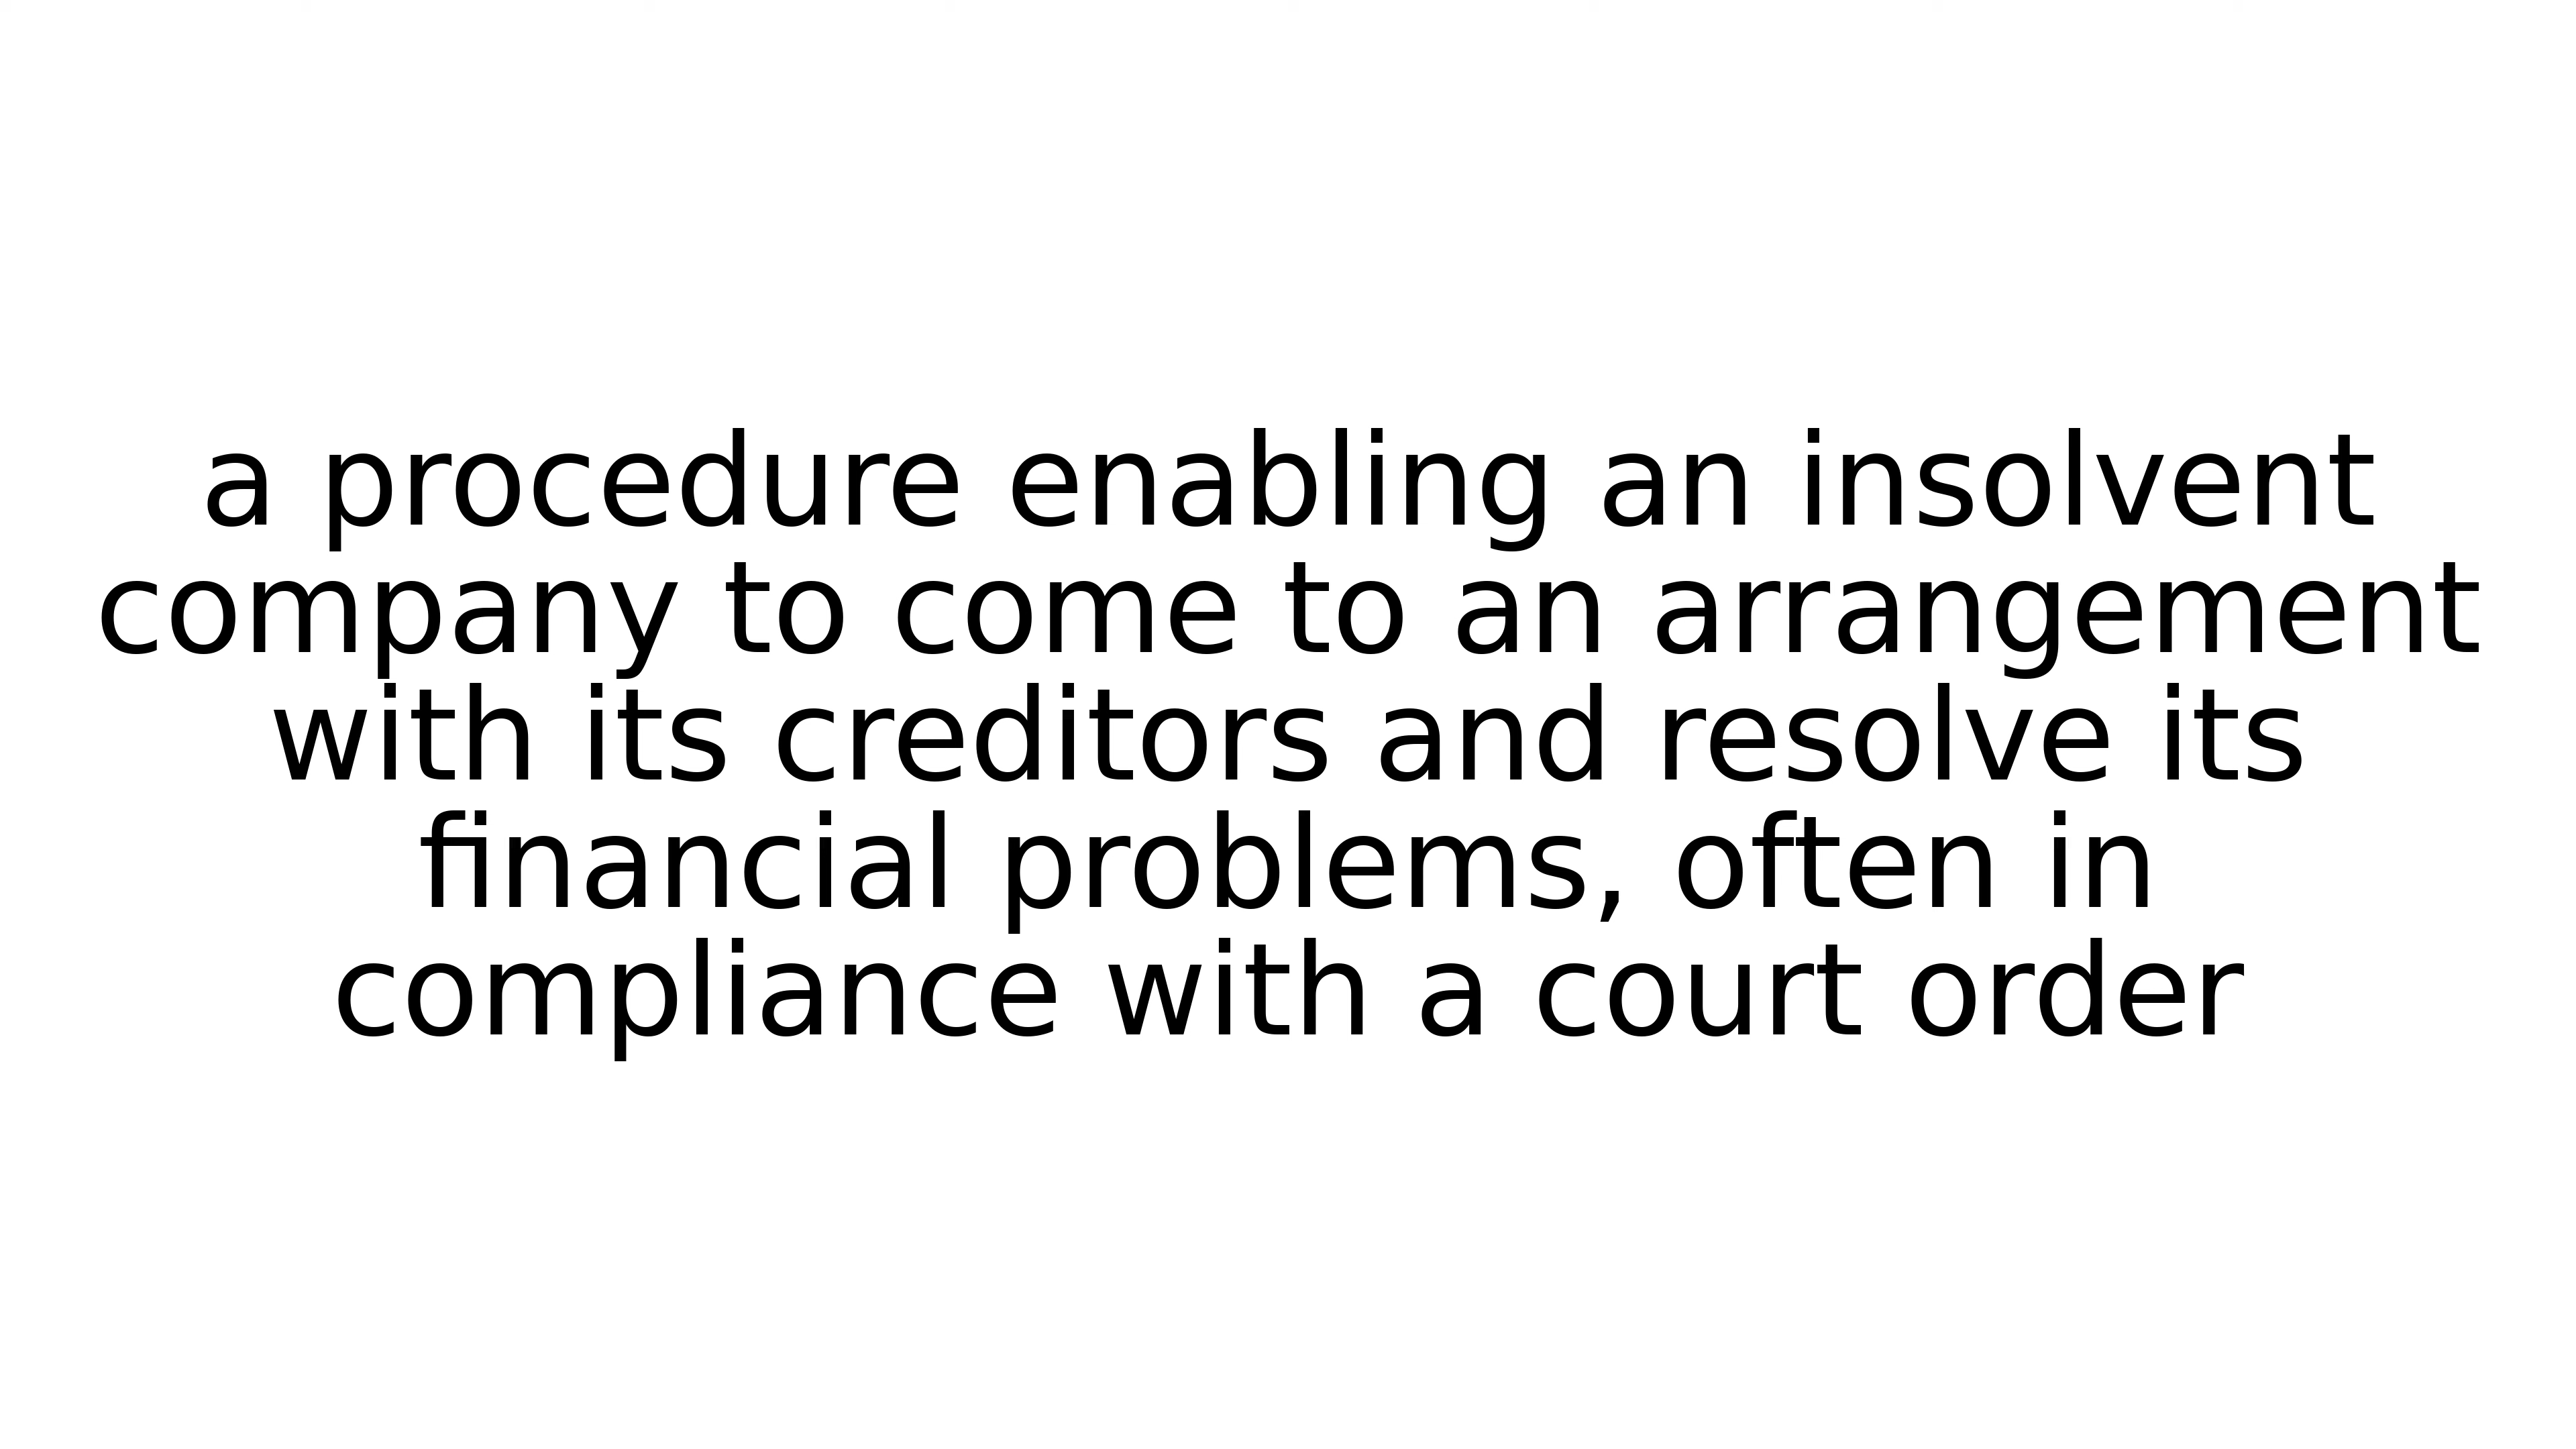 a procedure enabling an insolvent
company to come to an arrangement
with its creditors and resolve its
financial problems, often in
compliance with a court order